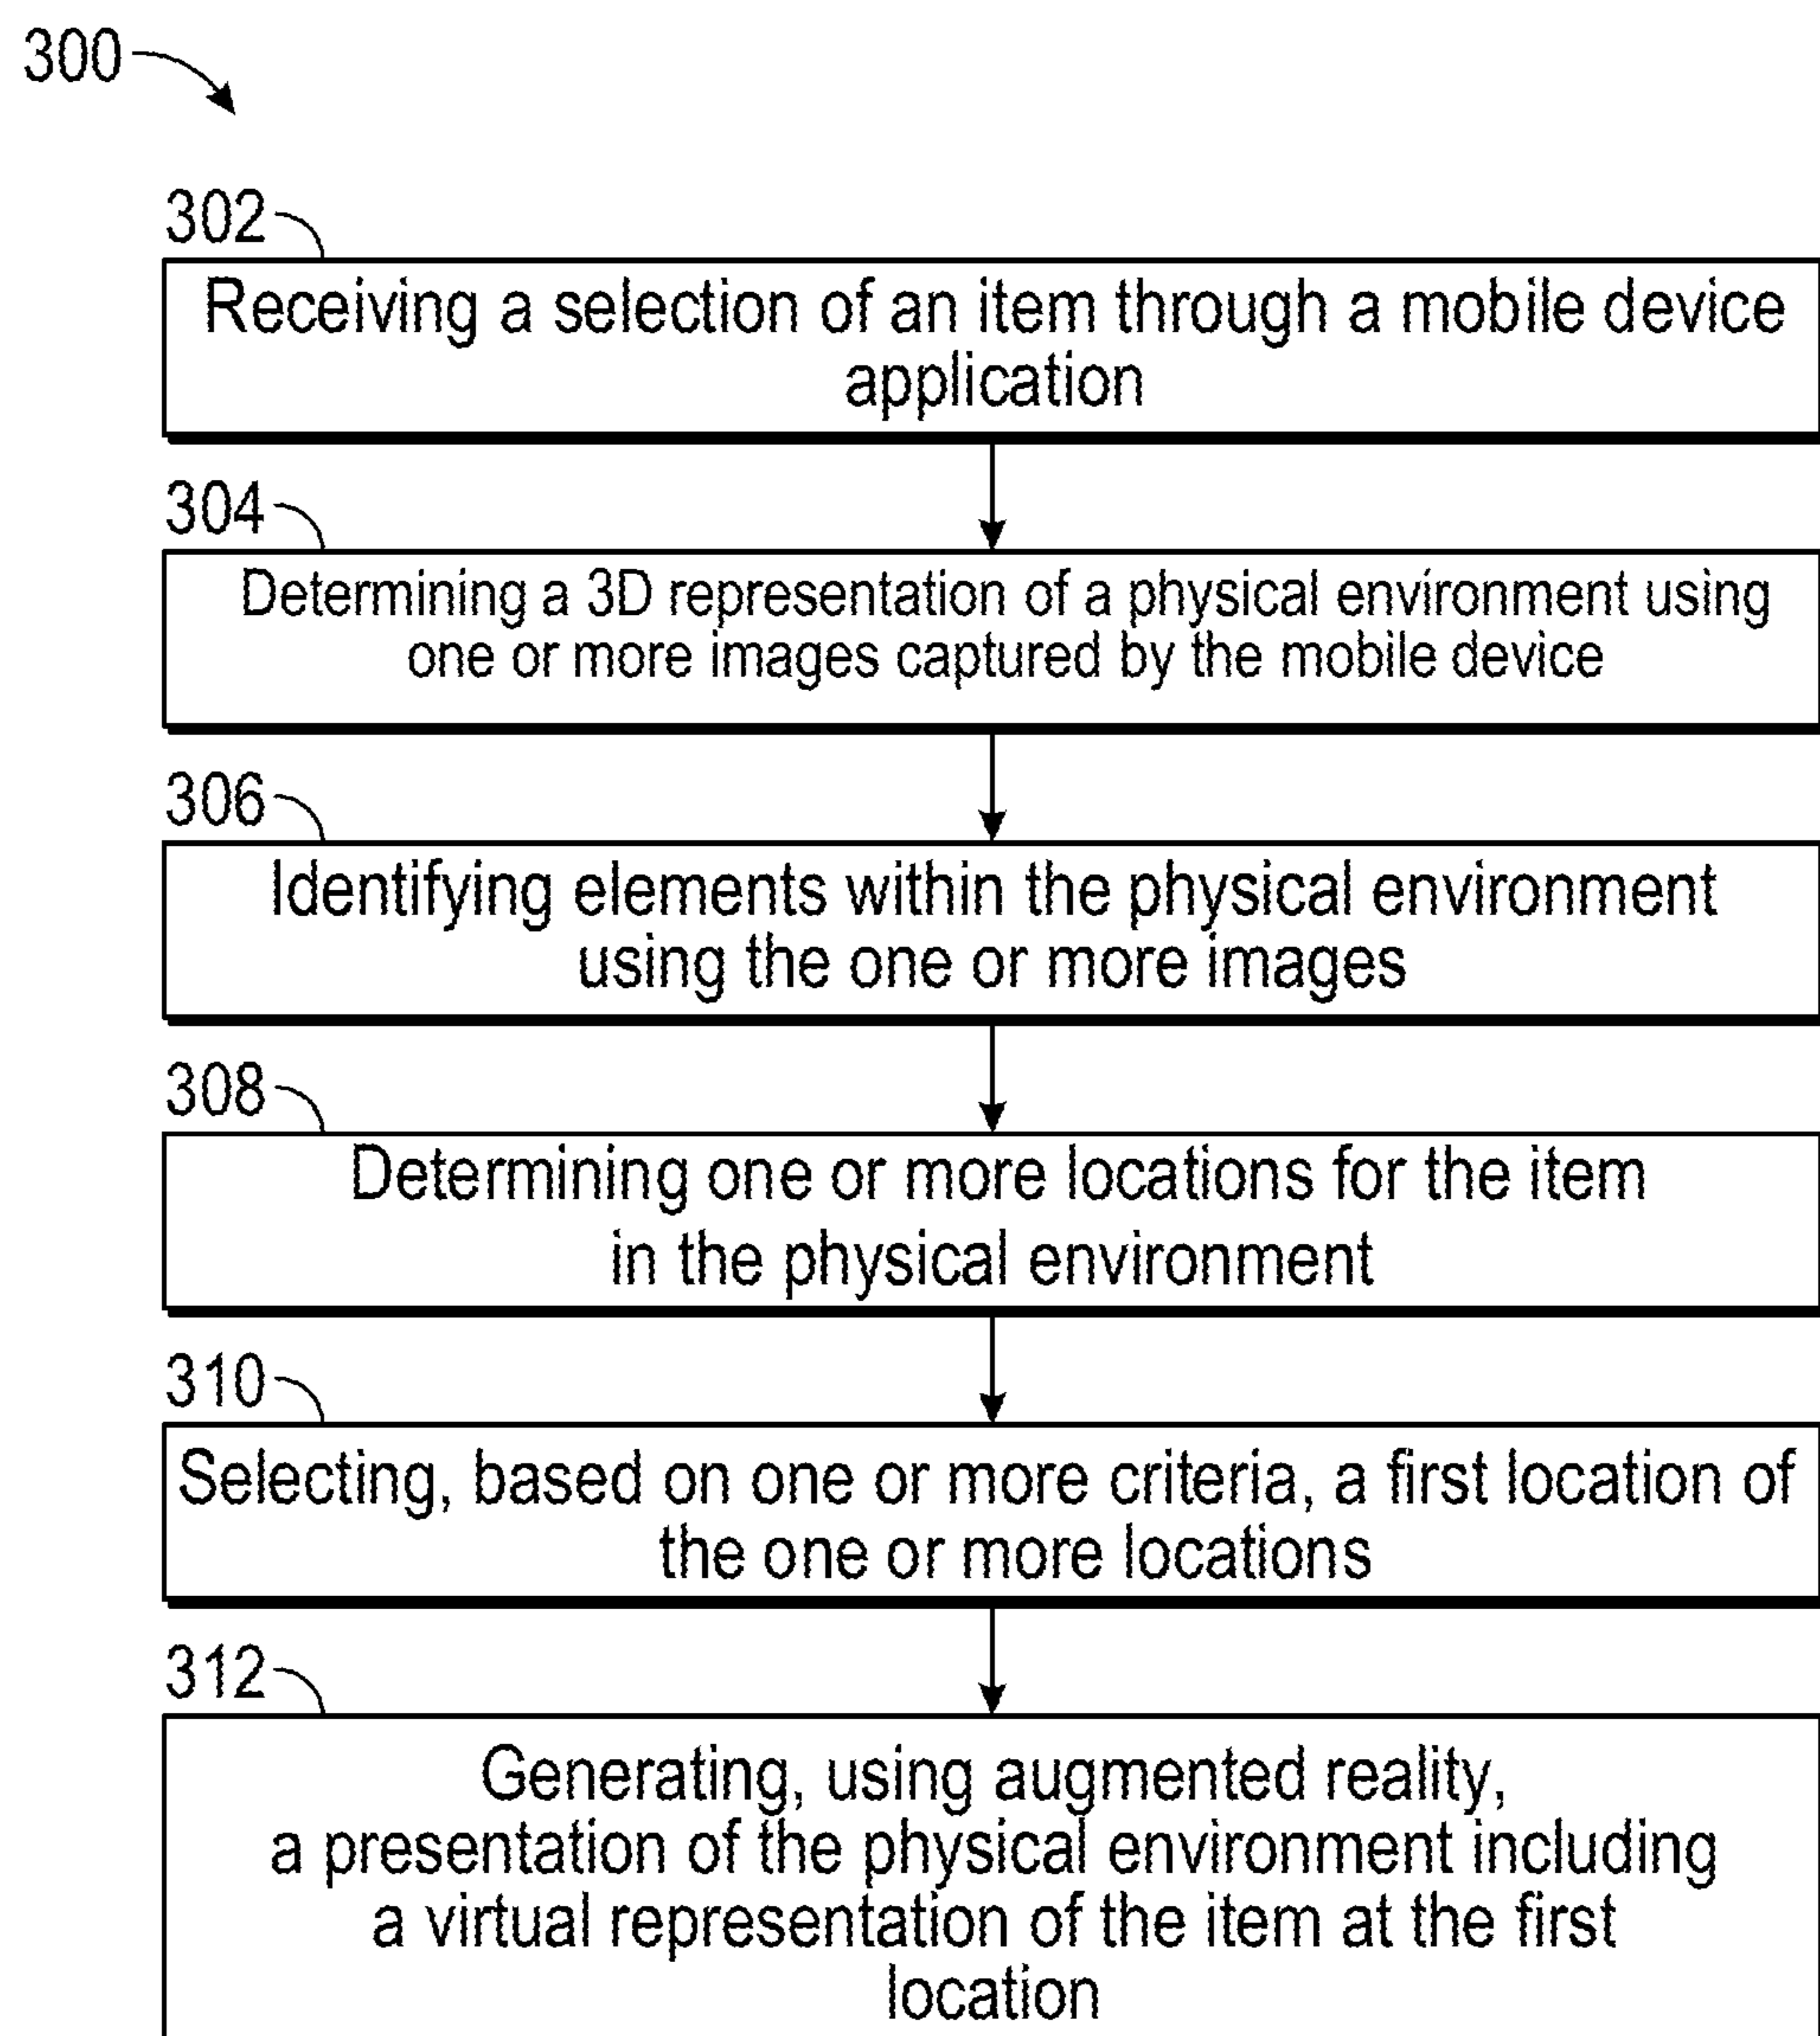 300
302
Receiving a selection of an item through a mobile device
application
304
Determining a 3D representation of a physical environment using
one or more images captured by the mobile device
306
Identifying elements within the physical environment
using the one or more images
308
Determining one or more locations for the item
in the physical environment
310
Selecting, based on one or more criteria, a first location of
the one or more locations
312
Generating, using augmented reality,
a presentation of the physical environment including
a virtual representation of the item at the first
location